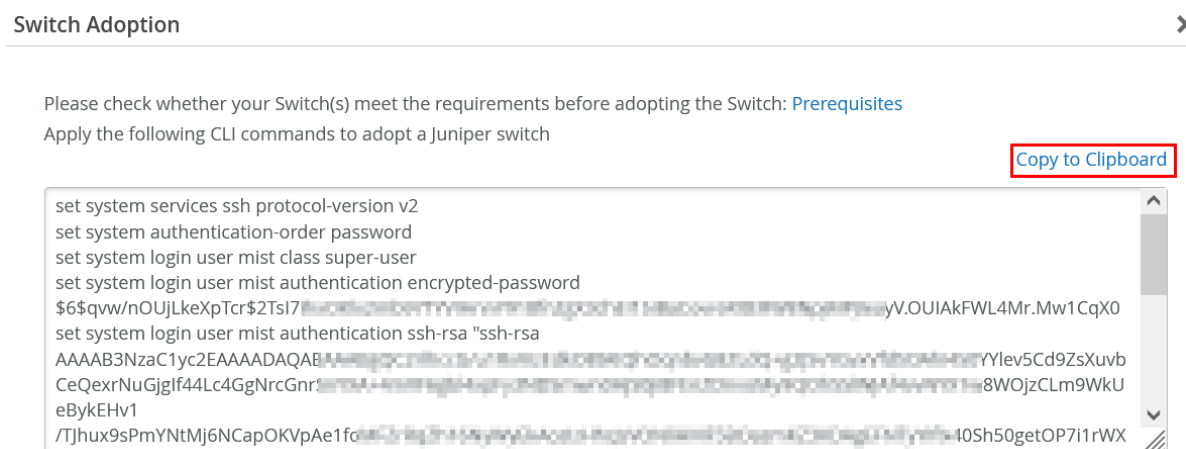 Switch Adoption
Please check whether your Switch(s) meet the requirements before adopting the Switch: Prerequisites
Apply the following CLI commands to adopt a Juniper switch
Copy to Clipboard
set system services ssh protocol-version v2
set system authentication-order password
set system login user mist class super-user
set system login user mist authentication encrypted-password
$6$qvw/nOUJLkeXpTcr$2TsI7 yV.OUIAkFWL4Mr.Mw1CqX0
set system login user mist authentication ssh-rsa "ssh-rsa
AAAAB3NzaC1yc2EAAAADAQAB YYlev5Cd9ZsXuvb
CeQexrNuGjgIf44Lc4GgNrcGnr 8WOjzCLm9WkU
eBykEHv1
/TJhux9sPmYNtMj6NCapOKVpAe1fc 40Sh50getOP7i1rWX